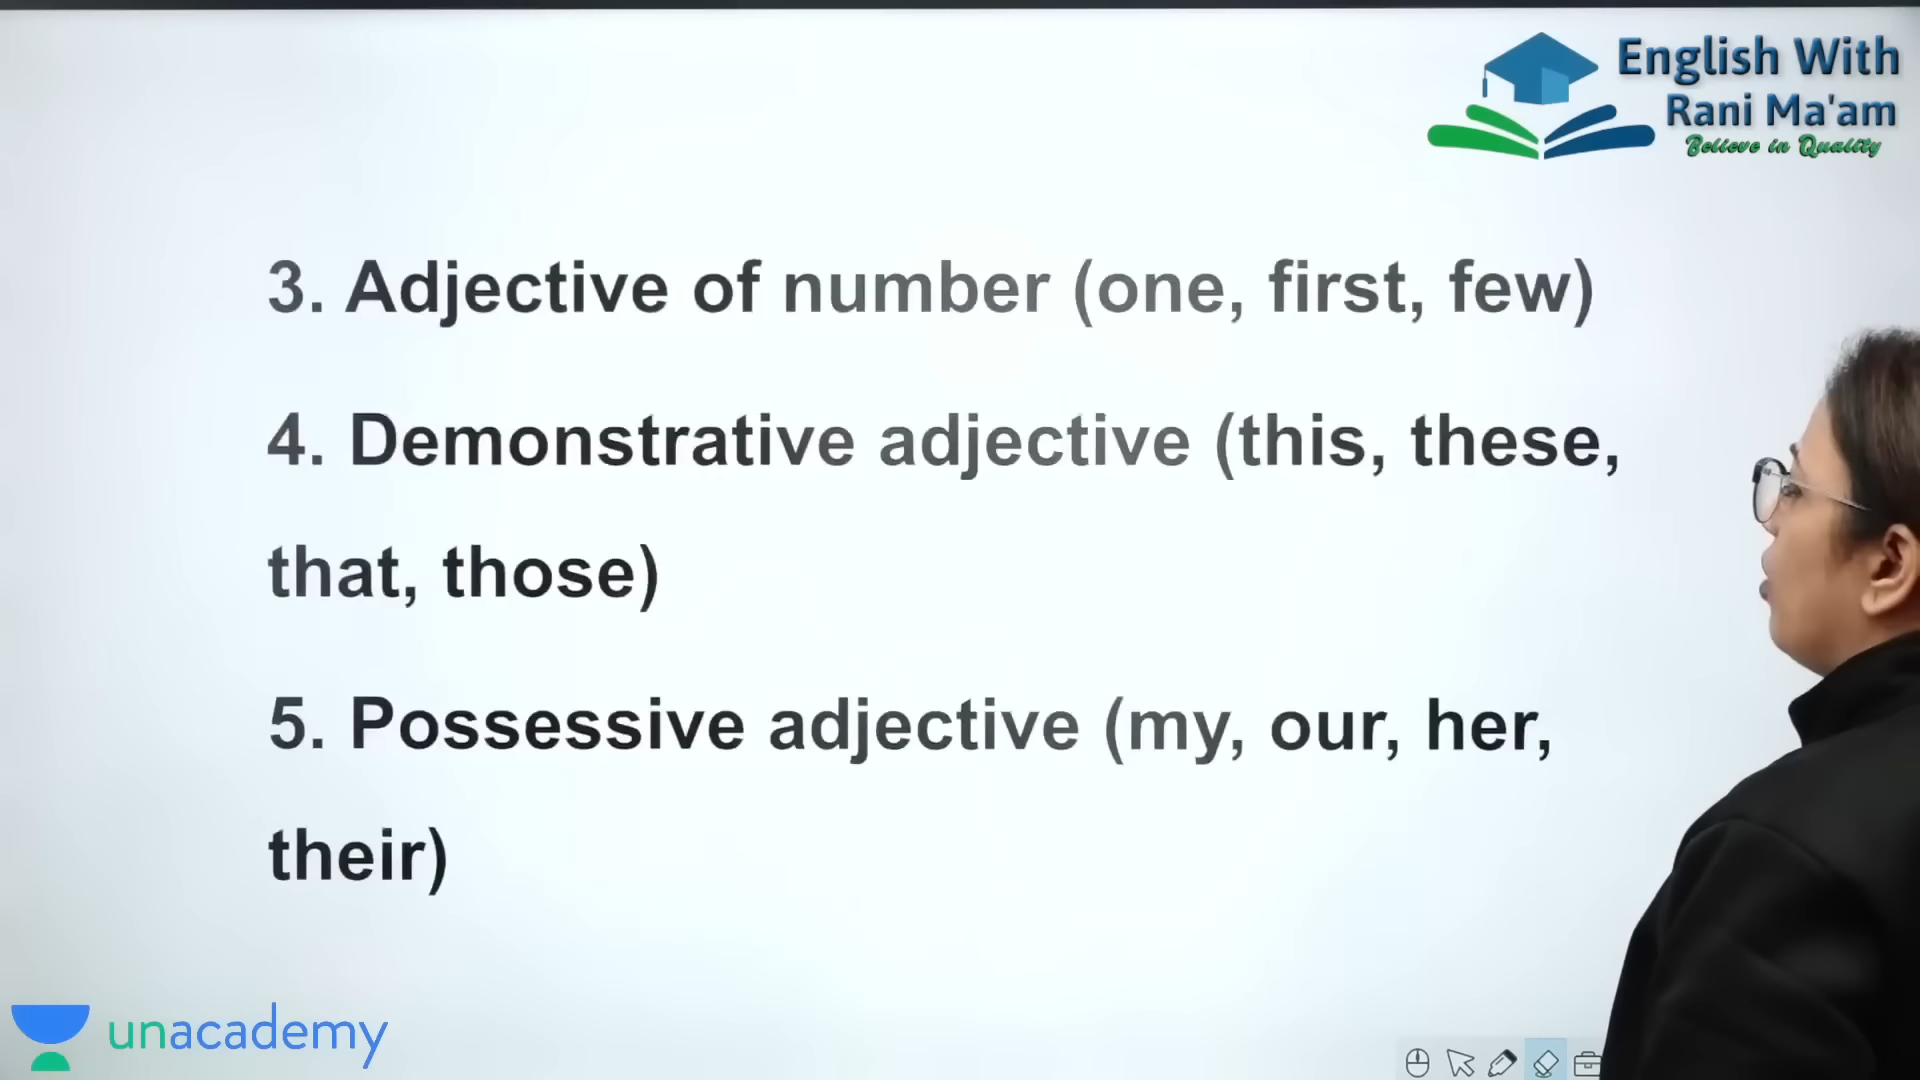 English With
Rani Ma'am
Believe in Quality
3. Adjective of number (one, first, few)
4. Demonstrative adjective (this, these,
that, those)
5. Possessive adjective (my, our, her,
their)
unacademy